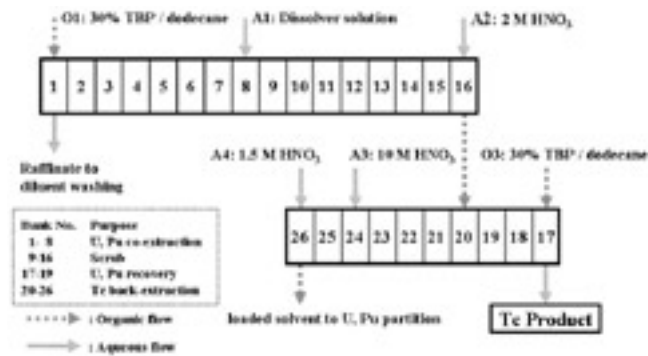 O1: 30% TBP / dodecane
A1: Dissolver solution
A2: 2 M HNO3
1 2 3 4 5 6 7 8 9 10 11 12 13 14 15 16
Raffinate to
diluent washing
A4: 1.5 M HNO3
A3: 10 M HNO3
O3: 30% TBP / dodecane
26 25 24 23 22 21 20 19 18 17
Bank No. Purpose
1- 8 U, Pu co-extraction
9-16 Scrub
17-19 U, Pu recovery
20-26 Tc back-extraction
: Organic flow
: Aqueous flow
loaded solvent to U, Pu partition
Tc Product